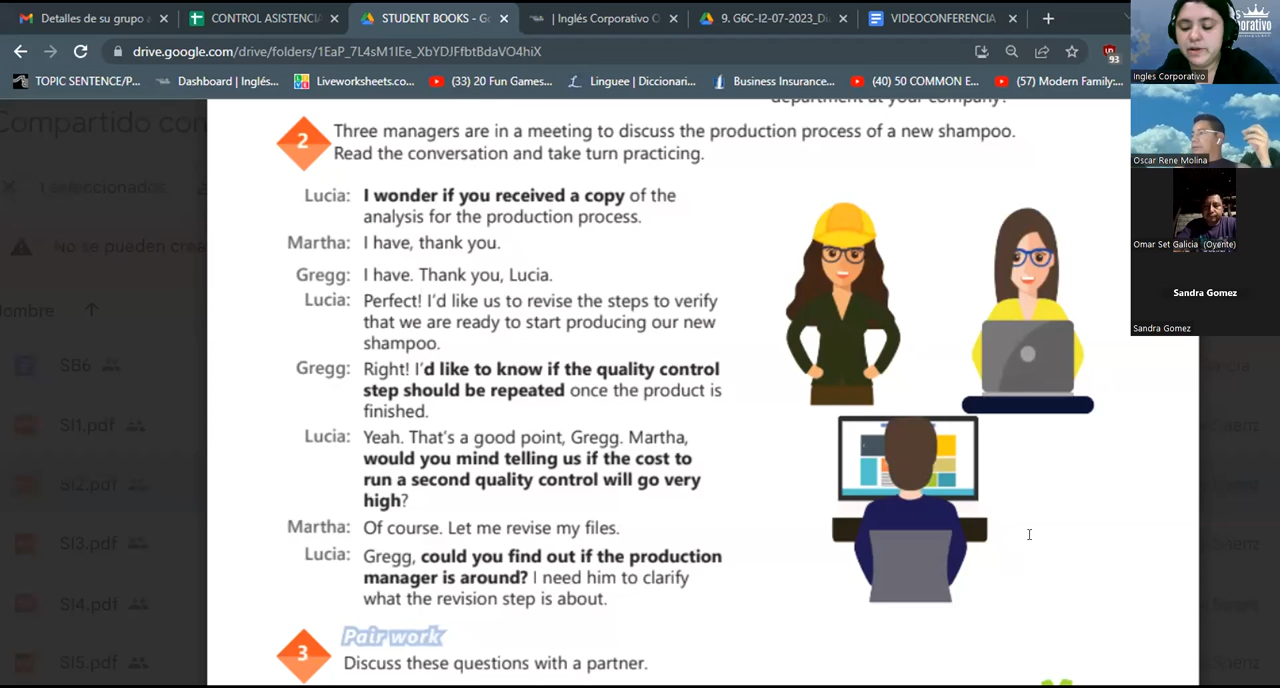 Detalles de su grupo
CONTROL ASISTENCI
STUDENT BOOKS - Go
| Inglés Corporativo C
9. G6C-I2-07-2023_Di
VIDEOCONFERENCIA
drive.google.com/drive/folders/1EaP_7L4sM1IEe_XbYDJFfbtBdaVO4hiX
93
TOPIC SENTENCE/P...
Dashboard | Inglés...
Liveworksheets.co...
(33) 20 Fun Games...
Linguee | Diccionari...
Business Insurance...
(40) 50 COMMON E...
(57) Modern Family:...
Ingles Corporativo
Oscar Rene Molina
Omar Set Galicia (Oyente)
Sandra Gomez
Sandra Gomez
Compartido con
1 seleccionados
No se pueden crea
Nombre
SB6
SI1.pdf
SI2.pdf
SI3.pdf
SI4.pdf
SI5.pdf
department at your company?
2
Three managers are in a meeting to discuss the production process of a new shampoo.
Read the conversation and take turn practicing.
Lucia: I wonder if you received a copy of the
analysis for the production process.
Martha: I have, thank you.
Gregg: I have. Thank you, Lucia.
Lucia: Perfect! I'd like us to revise the steps to verify
that we are ready to start producing our new
shampoo.
Gregg: Right! I'd like to know if the quality control
step should be repeated once the product is
finished.
Lucia: Yeah. That's a good point, Gregg. Martha,
would you mind telling us if the cost to
run a second quality control will go very
high?
Martha: Of course. Let me revise my files.
Lucia: Gregg, could you find out if the production
manager is around? I need him to clarify
what the revision step is about.
3
Pair work
Discuss these questions with a partner.